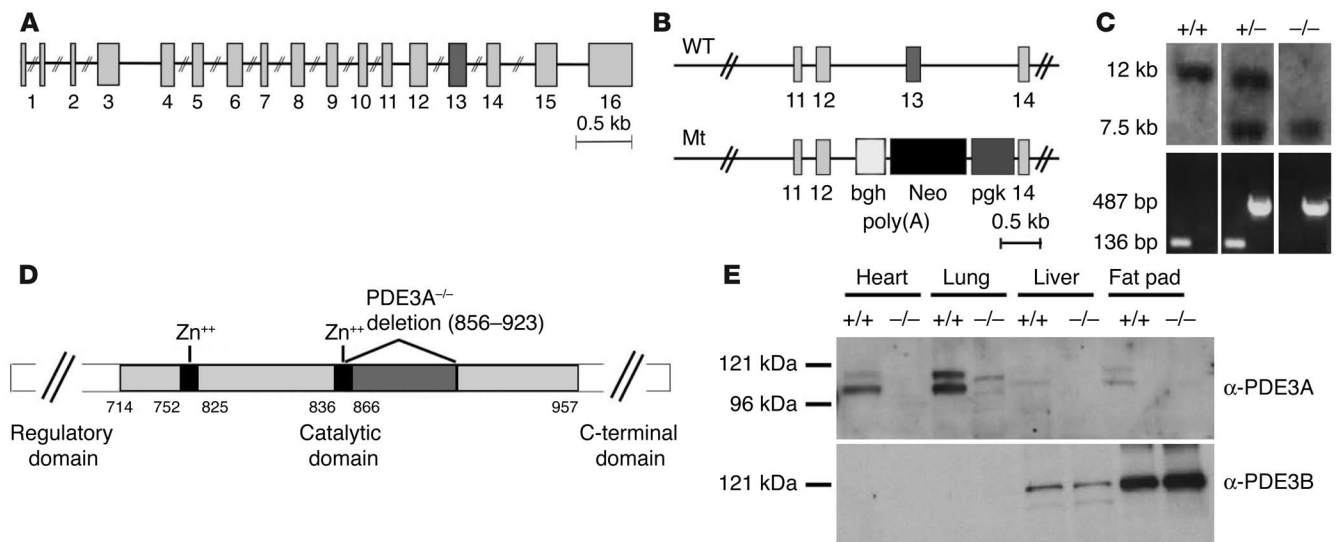 A
1 2 3 4 5 6 7 8 9 10 11 12 13 14 15 16
0.5 kb
B
WT
11 12 13 14
Mt
11 12 bgh Neo pgk 14
poly(A)
0.5 kb
C
+/+ +/– –/–
12 kb
7.5 kb
487 bp
136 bp
D
PDE3A–/–
deletion (856–923)
Zn++ Zn++
714 752 825 836 866 957
Regulatory
domain
Catalytic
domain
C-terminal
domain
E
Heart Lung Liver Fat pad
+/+ –/– +/+ –/– +/+ –/– +/+ –/–
121 kDa
96 kDa
α-PDE3A
121 kDa
α-PDE3B